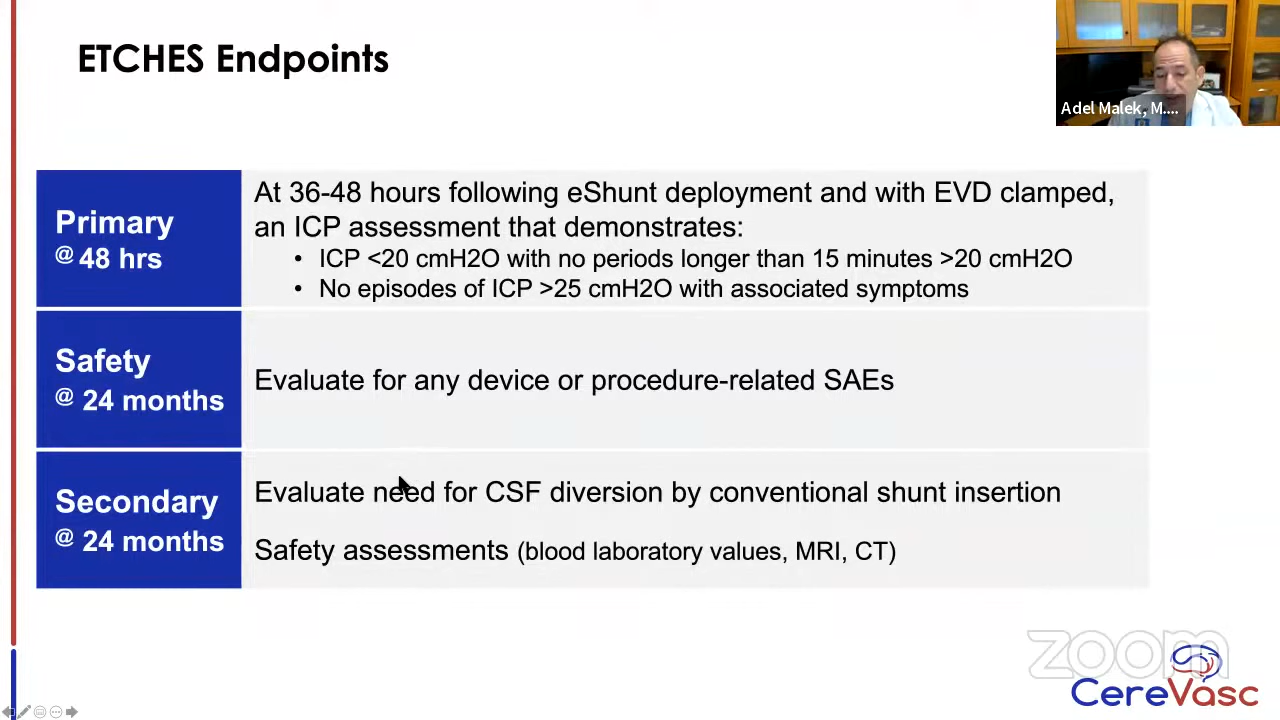 ETCHES Endpoints
Adel Malek, M....
Primary
@ 48 hrs
At 36-48 hours following eShunt deployment and with EVD clamped,
an ICP assessment that demonstrates:
• ICP <20 cmH2O with no periods longer than 15 minutes >20 cmH2O
• No episodes of ICP >25 cmH2O with associated symptoms
Safety
@ 24 months
Evaluate for any device or procedure-related SAEs
Secondary
@ 24 months
Evaluate need for CSF diversion by conventional shunt insertion
Safety assessments (blood laboratory values, MRI, CT)
zoom
CereVasc